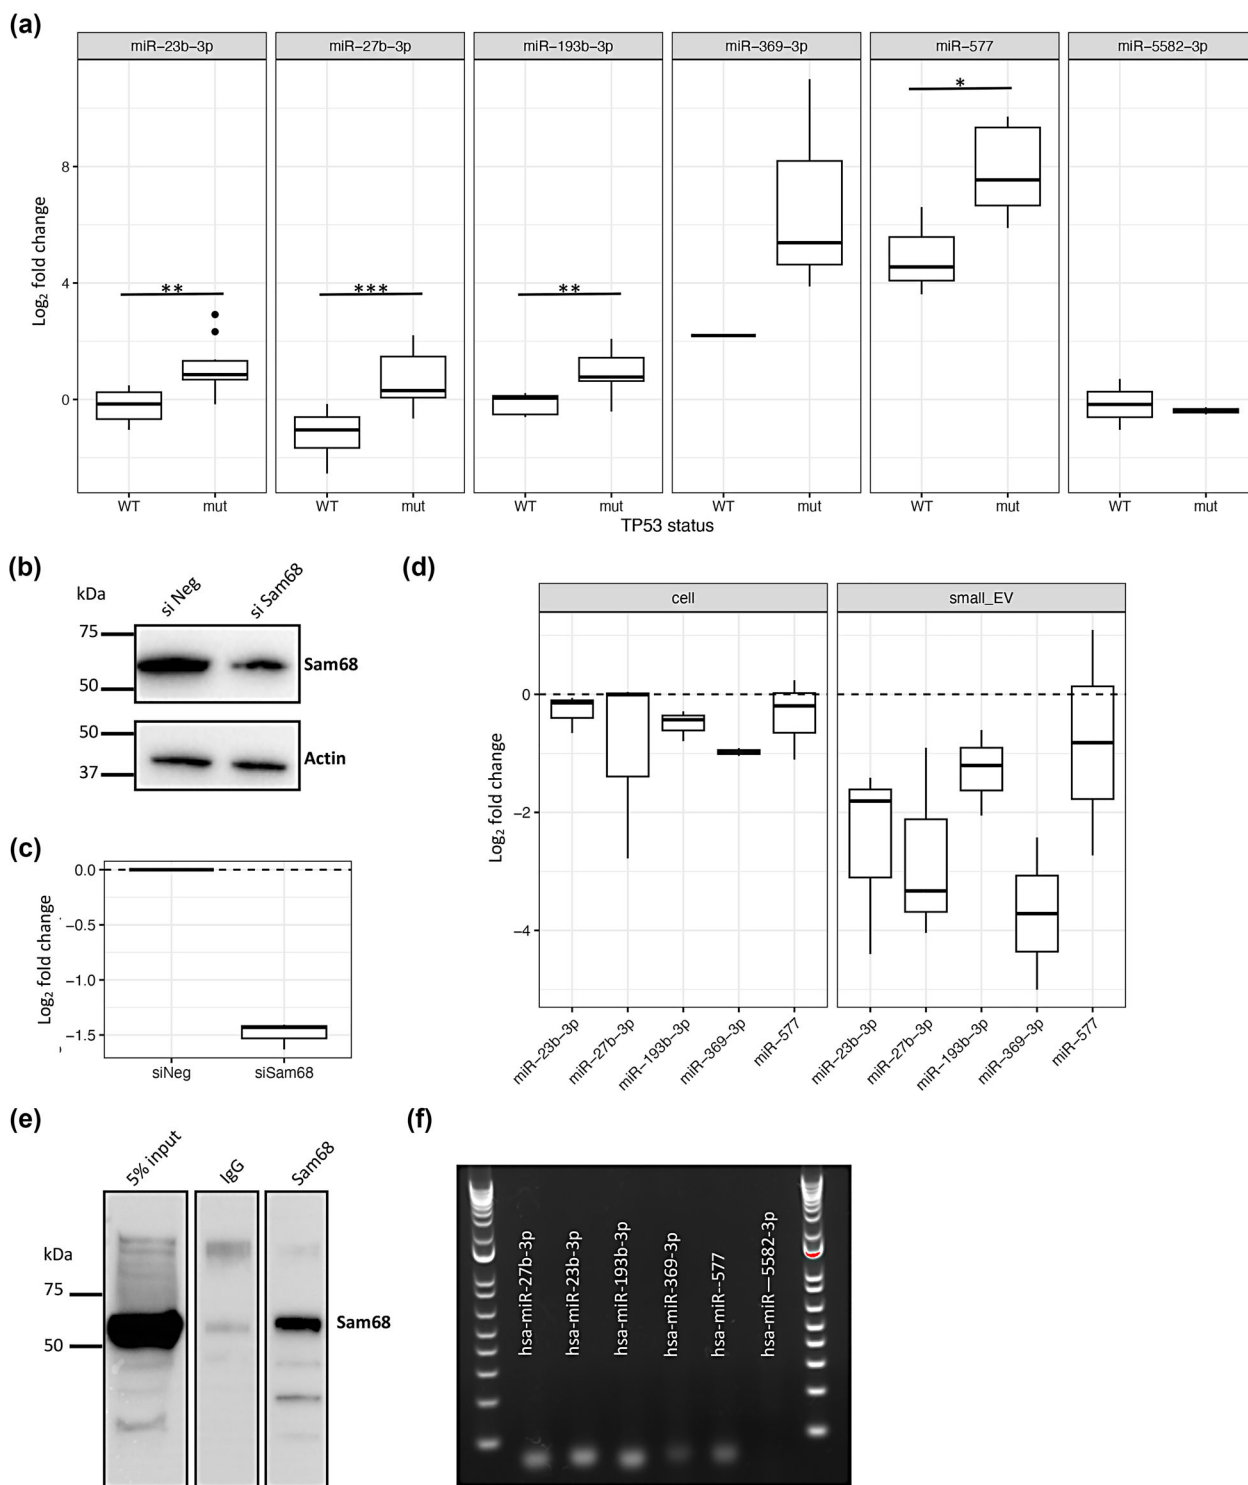 (a)
miR−23b−3p miR−27b−3p miR−193b−3p miR−369−3p miR−577 miR−5582−3p
** *** ** *
8
4
0
Log2 fold change
WT mut WT mut WT mut WT mut WT mut WT mut
TP53 status
(b)
kDa
si Neg si Sam68
75
50
Sam68
50
37
Actin
(c)
0.0
−0.5
−1.0
−1.5
Log2 fold change
siNeg siSam68
(d)
cell small_EV
0
−2
−4
Log2 fold change
miR−23b−3p miR−27b−3p miR−193b−3p miR−369−3p miR−577 miR−23b−3p miR−27b−3p miR−193b−3p miR−369−3p miR−577
(e)
5% input IgG Sam68
kDa
75
50
Sam68
(f)
hsa-miR-27b-3p
hsa-miR-23b-3p
hsa-miR-193b-3p
hsa-miR-369-3p
hsa-miR--577
hsa-miR—5582-3p